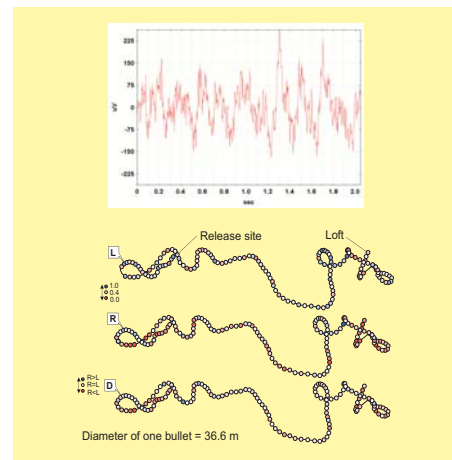 225
150
75
0
-75
-150
-225
uV
0 0.2 0.4 0.6 0.8 1.0 1.2 1.4 1.6 1.8 2.0
sec
Release site Loft
L
1.0
0.4
0.0
R
R>L
R=L
R<L
D
Diameter of one bullet = 36.6 m